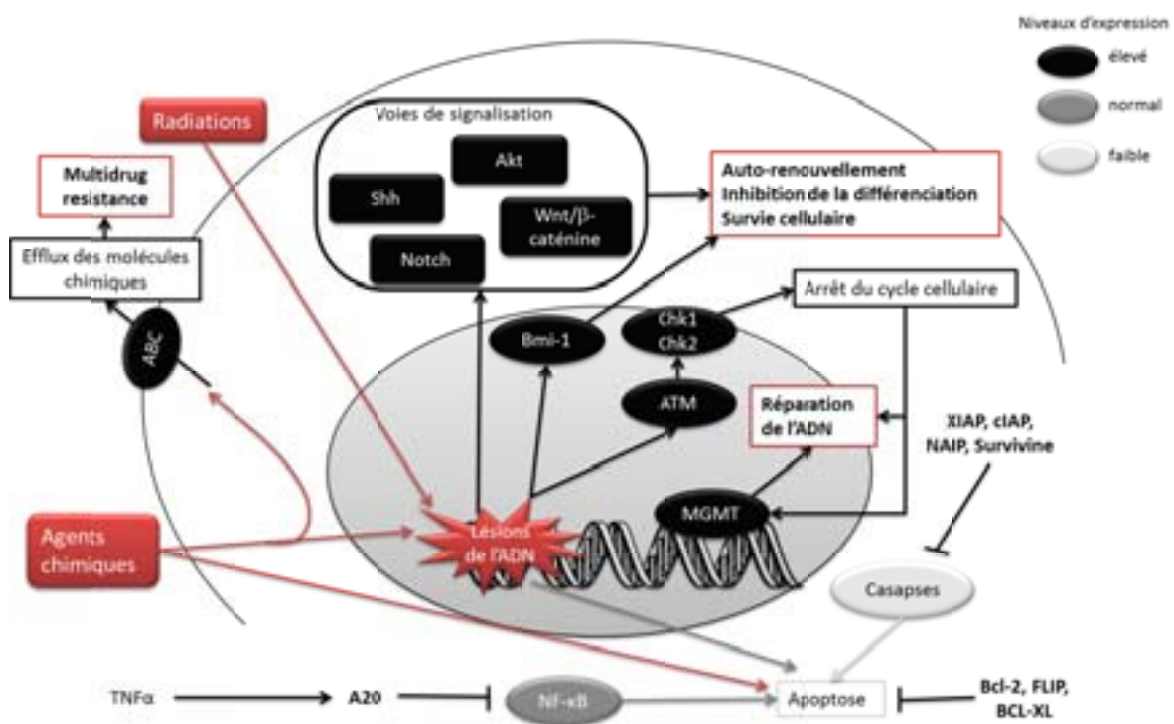 Niveaux d'expression
élevé
normal
faible
Radiations
Voies de signalisation
Akt
Shh
Wnt/β-
caténine
Notch
Multidrug
resistance
Auto-renouvellement
Inhibition de la différenciation
Survie cellulaire
Efflux des molécules
chimiques
Arrêt du cycle cellulaire
ABC
Bmi-1
Chk1
Chk2
ATM
Réparation
de l'ADN
XIAP, cIAP,
NAIP, Survivine
MGMT
Agents
chimiques
Lésions
de l'ADN
Casapses
TNFα
A20
NF-κB
Apoptose
Bcl-2, FLIP,
BCL-XL